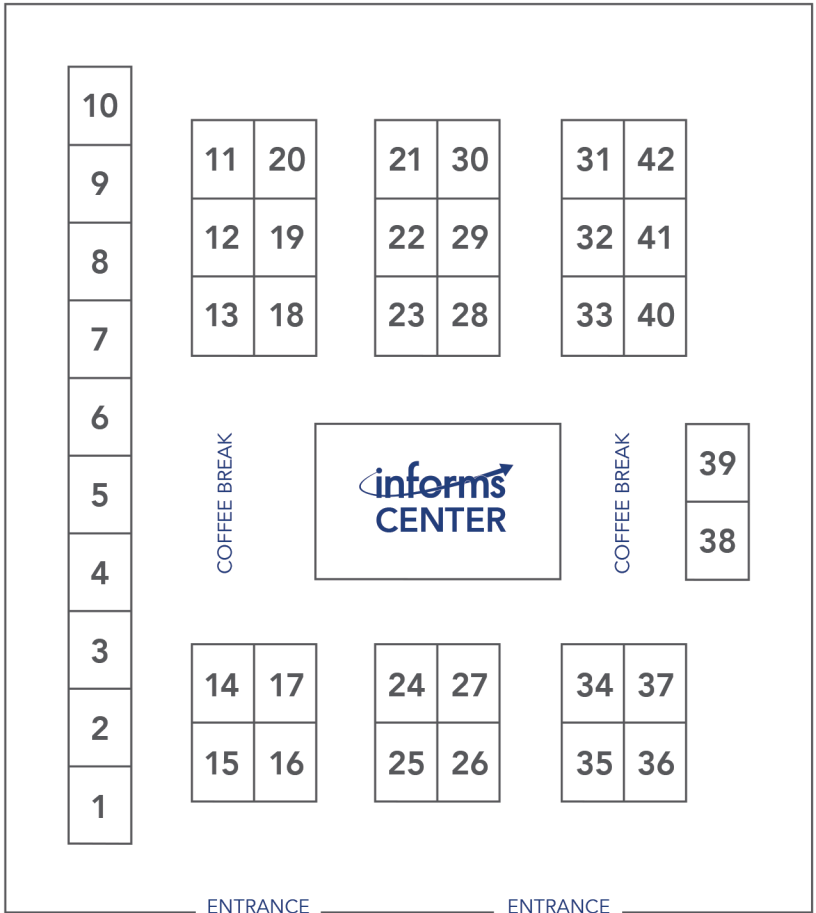 10
11 20 21 30 31 42
9
12 19 22 29 32 41
8
13 18 23 28 33 40
7
6
COFFEE BREAK
informs
CENTER
COFFEE BREAK
39
5
38
4
3
14 17 24 27 34 37
2
15 16 25 26 35 36
1
ENTRANCE ENTRANCE